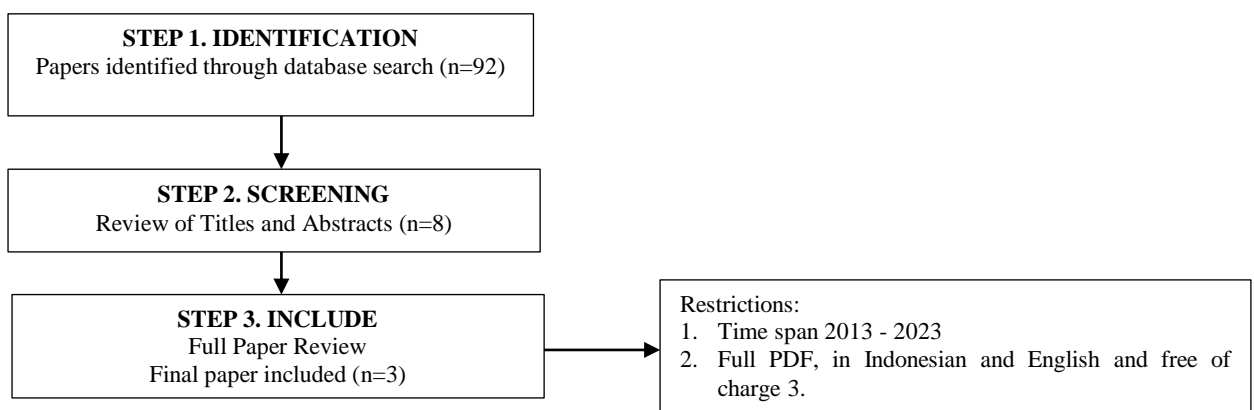 STEP 1. IDENTIFICATION
Papers identified through database search (n=92)
STEP 2. SCREENING
Review of Titles and Abstracts (n=8)
STEP 3. INCLUDE
Full Paper Review
Final paper included (n=3)
Restrictions:
1. Time span 2013 - 2023
2. Full PDF, in Indonesian and English and free of
charge 3.